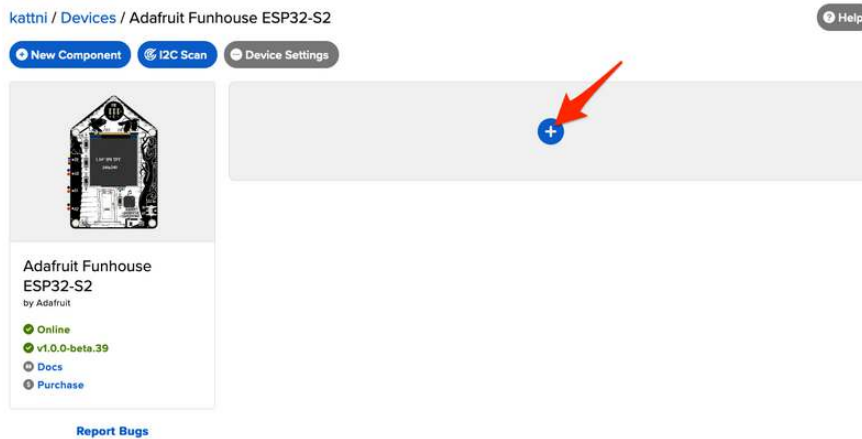 kattni / Devices / Adafruit Funhouse ESP32-S2
Help
New Component
I2C Scan
Device Settings
Adafruit Funhouse
ESP32-S2
by Adafruit
Online
v1.0.0-beta.39
Docs
Purchase
Report Bugs